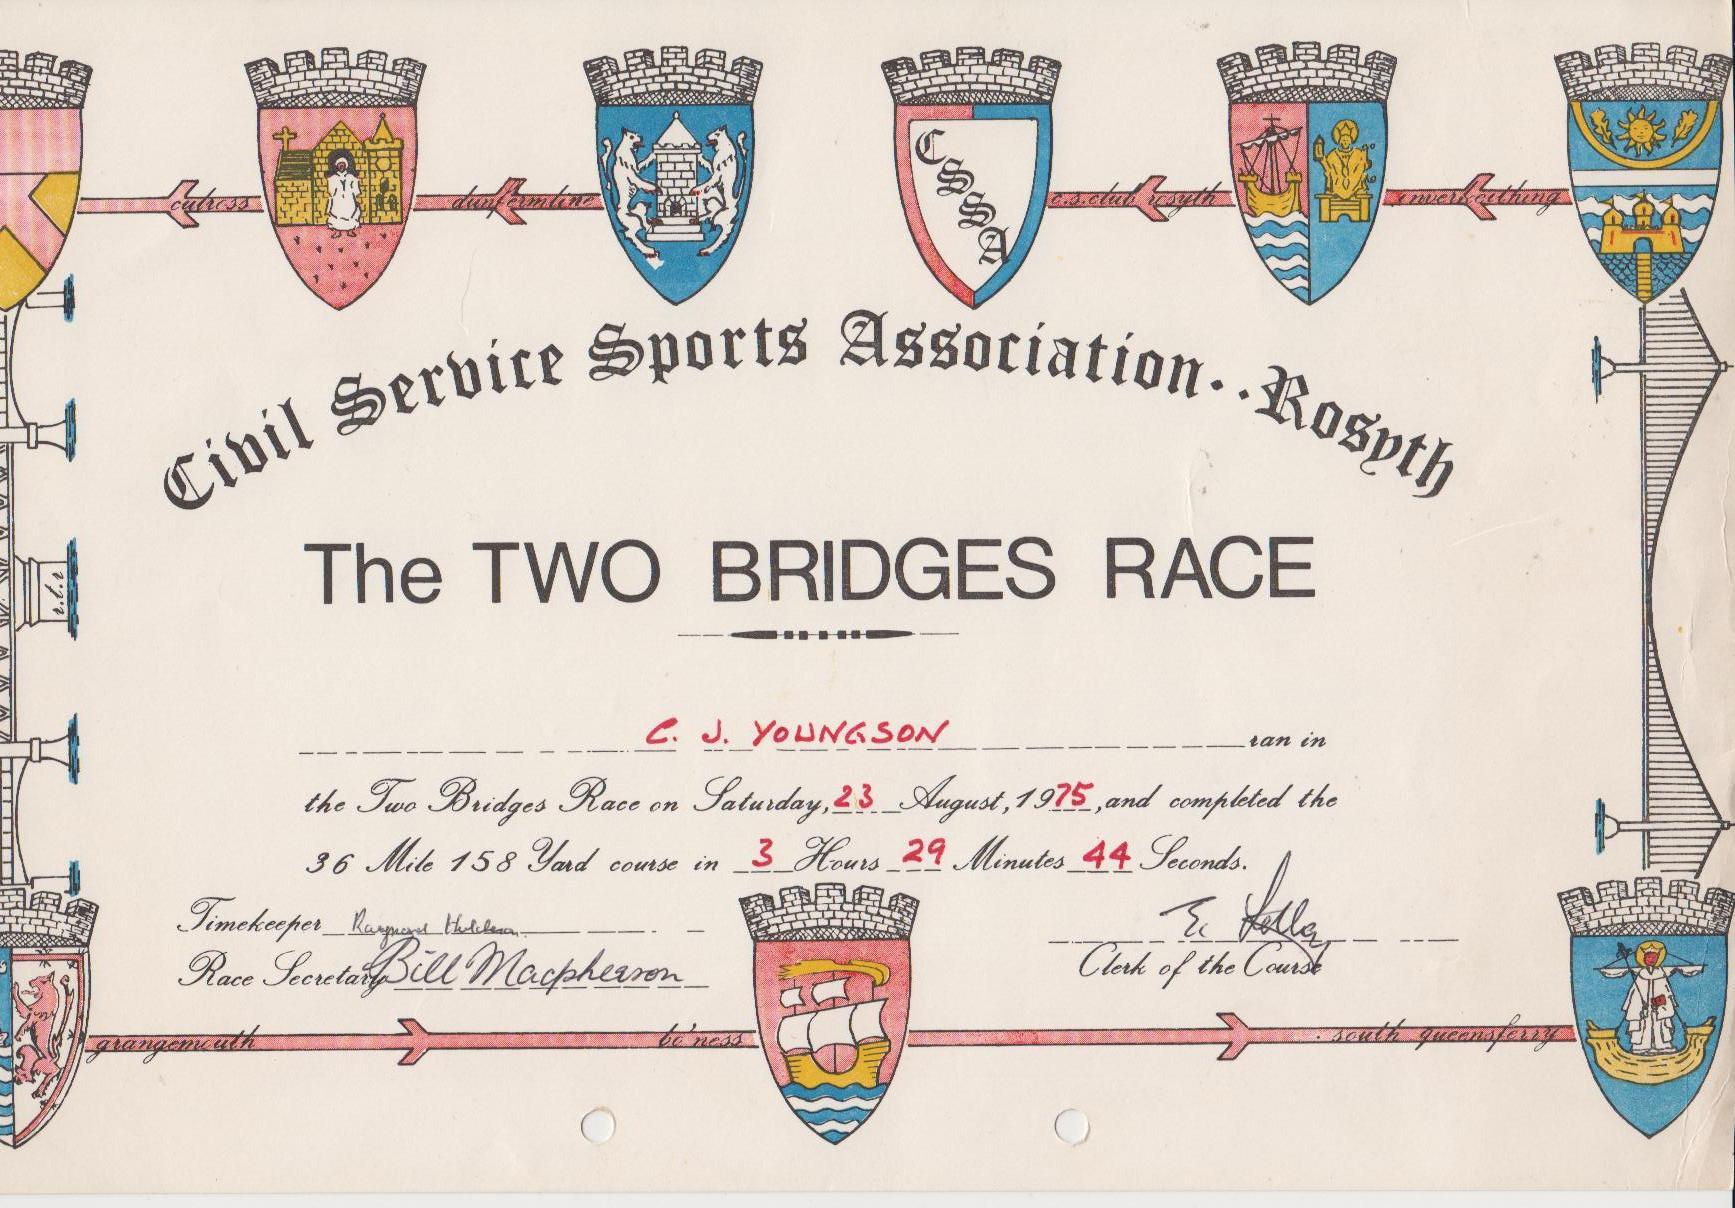 culross dunfermline c.s.club rosyth inverkeithing
CSSA
Civil Service Sports Association..Rosyth
The TWO BRIDGES RACE
C. J. YOUNGSON ran in
the Two Bridges Race on Saturday, 23 August, 1975, and completed the
36 Mile 158 Yard course in 3 Hours 29 Minutes 44 Seconds.
Timekeeper Raymond
Race Secretary Bill Macpherson
Clerk of the Course
grangemouth bo'ness south queensferry